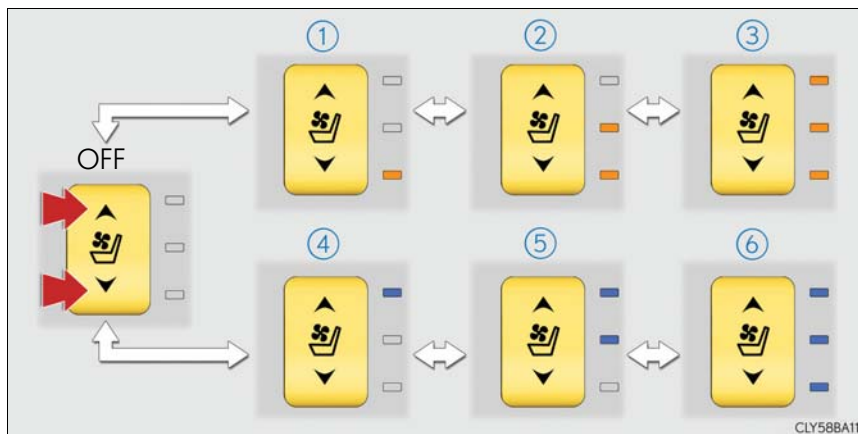 ① ② ③
OFF
④ ⑤ ⑥
CLY58BA11